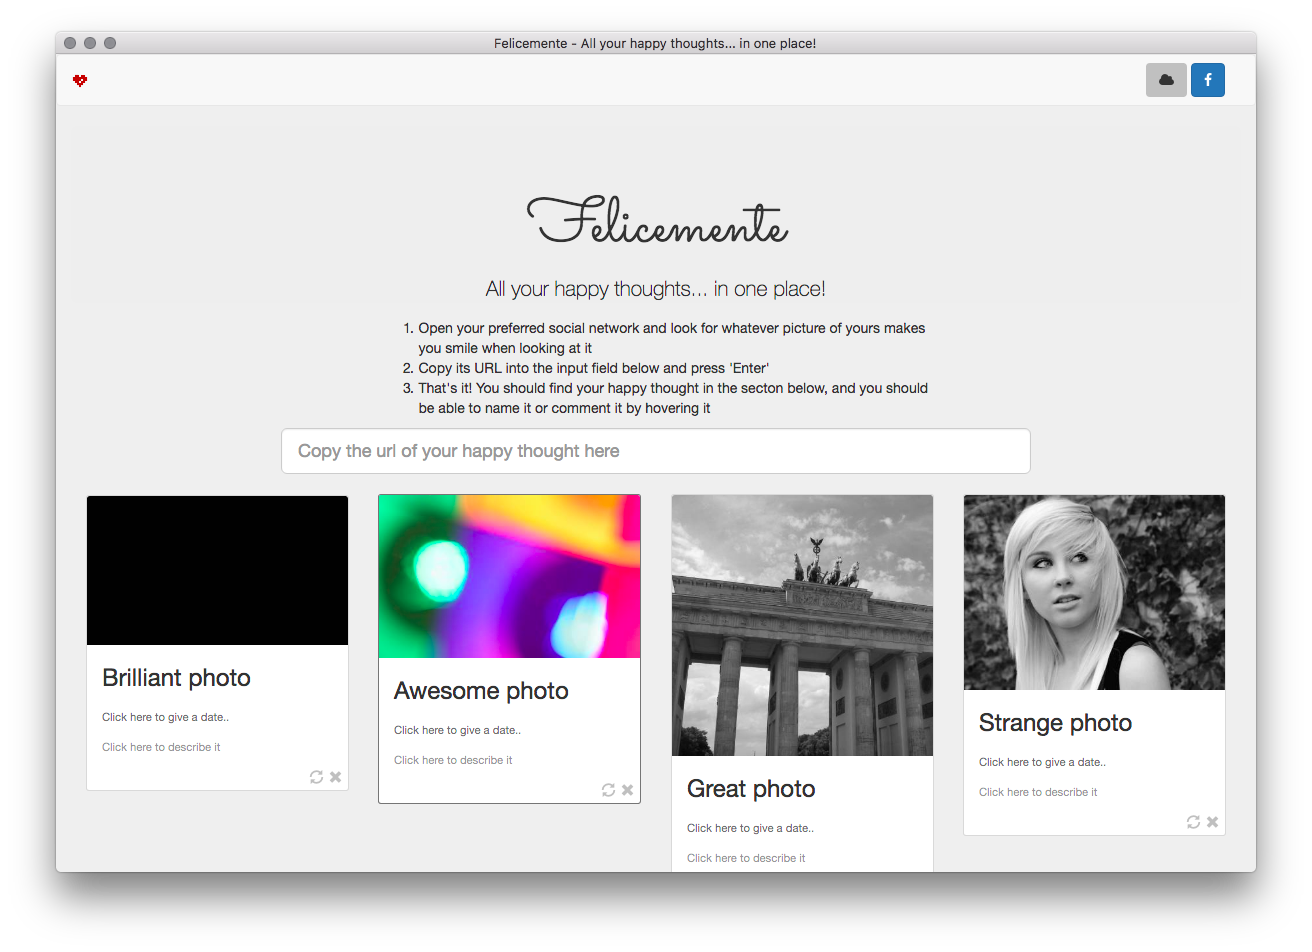 Felicemente - All your happy thoughts... in one place!
Felicemente
All your happy thoughts... in one place!
1. Open your preferred social network and look for whatever picture of yours makes
you smile when looking at it
2. Copy its URL into the input field below and press 'Enter'
3. That's it! You should find your happy thought in the secton below, and you should
be able to name it or comment it by hovering it
Copy the url of your happy thought here
Brilliant photo
Click here to give a date..
Click here to describe it
Awesome photo
Click here to give a date..
Click here to describe it
Great photo
Click here to give a date..
Click here to describe it
Strange photo
Click here to give a date..
Click here to describe it